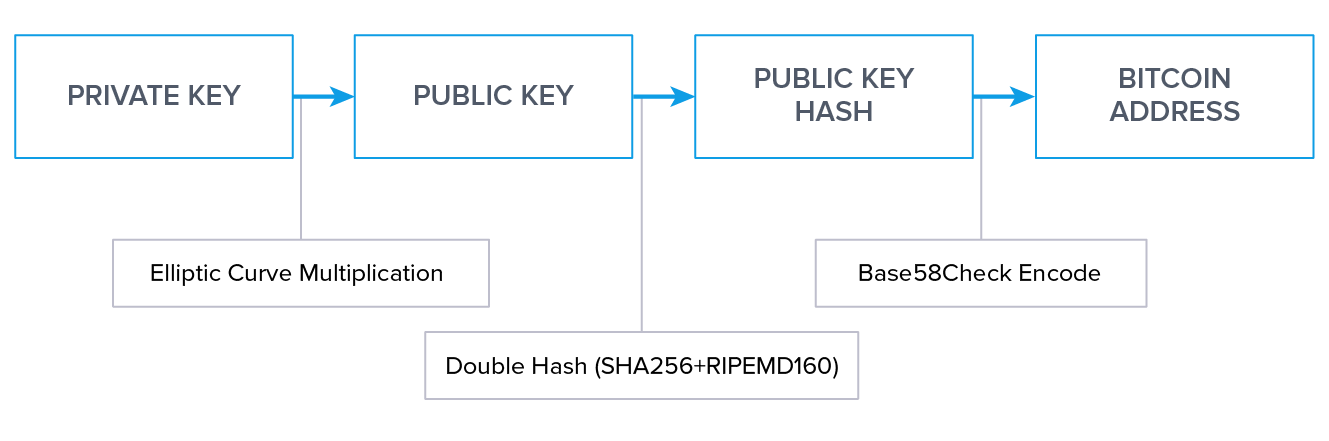 PRIVATE KEY
PUBLIC KEY
PUBLIC KEY
HASH
BITCOIN
ADDRESS
Elliptic Curve Multiplication
Base58Check Encode
Double Hash (SHA256+RIPEMD160)